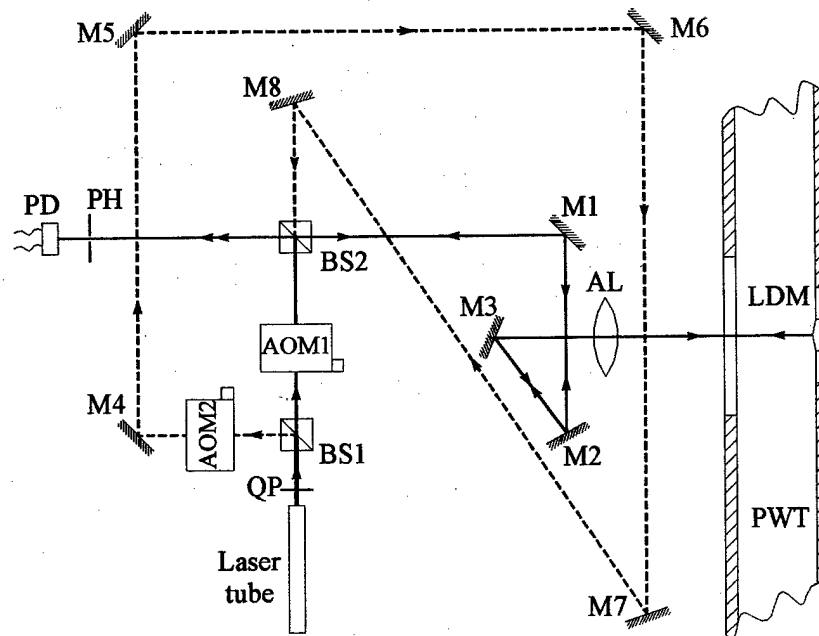 M5
M6
M8
PD
PH
M1
BS2
AL
LDM
M3
AOM1
M4
AOM2
BS1
M2
QP
PWT
Laser
tube
M7